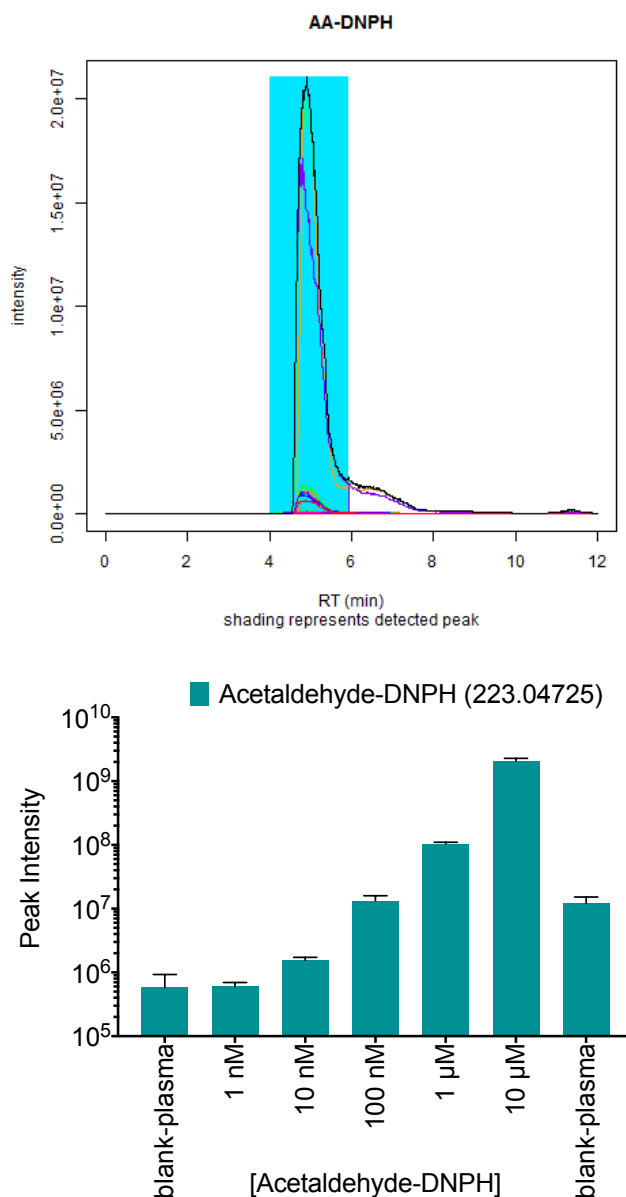 AA-DNPH
intensity
2.0e+07
1.5e+07
1.0e+07
5.0e+06
0.0e+00
0 2 4 6 8 10 12
RT (min)
shading represents detected peak
Acetaldehyde-DNPH (223.04725)
Peak Intensity
10¹⁰
10⁹
10⁸
10⁷
10⁶
10⁵
blank-plasma
1 nM
10 nM
100 nM
1 µM
10 µM
blank-plasma
[Acetaldehyde-DNPH]